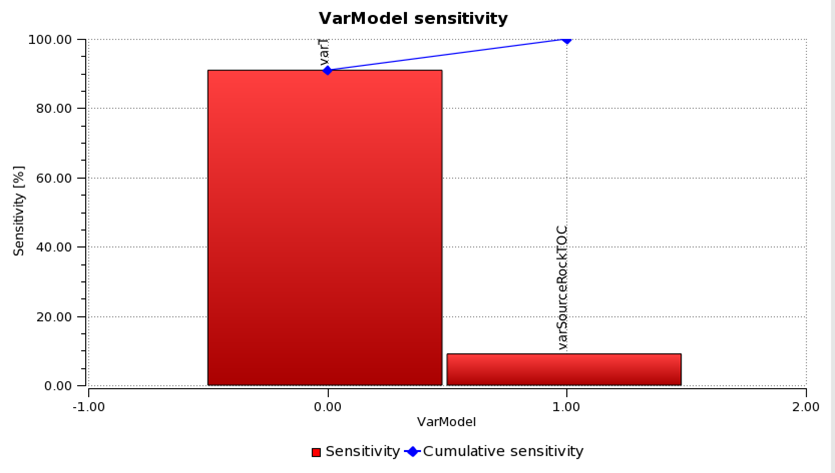 VarModel sensitivity
100.00
80.00
60.00
40.00
20.00
0.00
Sensitivity [%]
varSourceRockTOC
-1.00 0.00 1.00 2.00
VarModel
Sensitivity Cumulative sensitivity